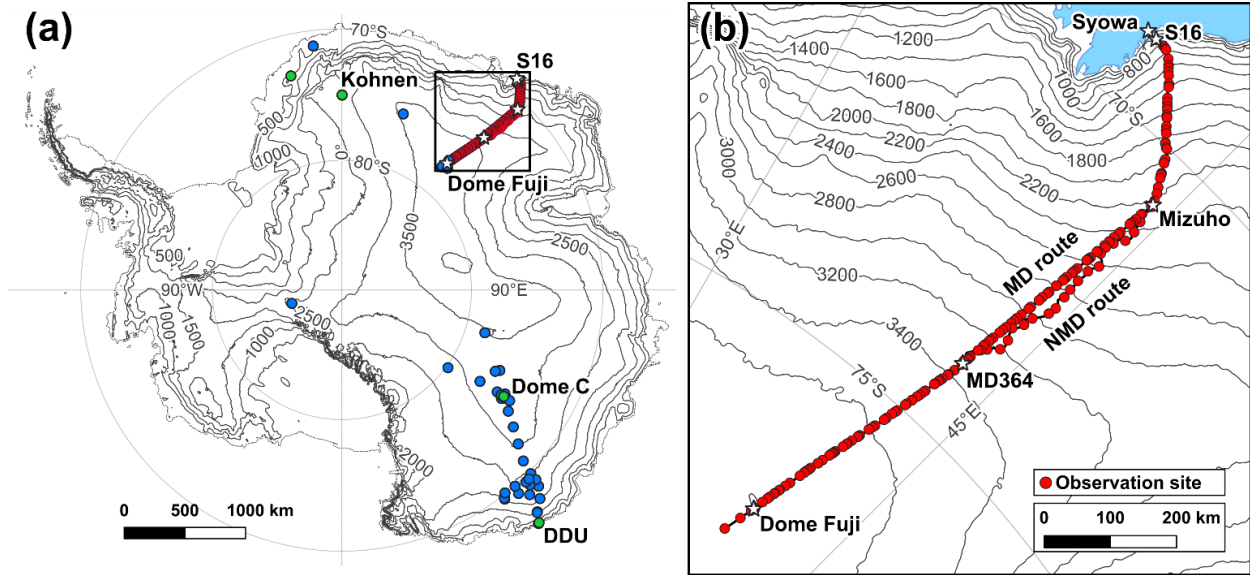 (a)
70°S
S16
Kohnen
500
1000
0°
80°S
Dome Fuji
3500
2500
500
90°W
90°E
1000
1500
2500
1000
Dome C
2000
0 500 1000 km
DDU
(b)
Syowa
S16
1200
1400
800
1600
1000
70°S
1800
2000
1600
2200
3000
2400
1800
2600
2200
2800
Mizuho
30°E
MD route
3200
NMD route
3400
MD364
75°S
45°E
Observation site
Dome Fuji
0 100 200 km